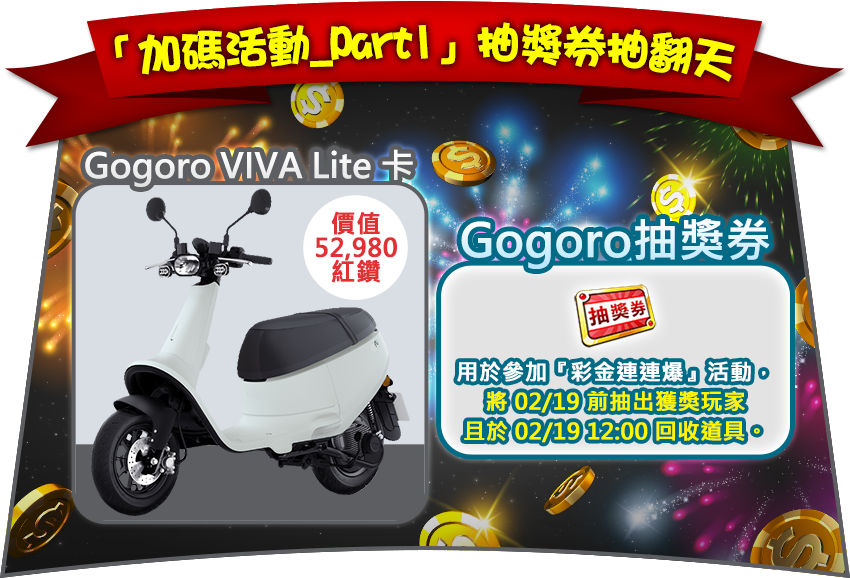 「加碼活動_part1」抽獎券抽翻天
Gogoro VIVA Lite 卡
價值
52,980
紅鑽
Gogoro抽獎券
抽獎券
用於參加「彩金連連爆」活動，
將 02/19 前抽出獲獎玩家
且於 02/19 12:00 回收道具。